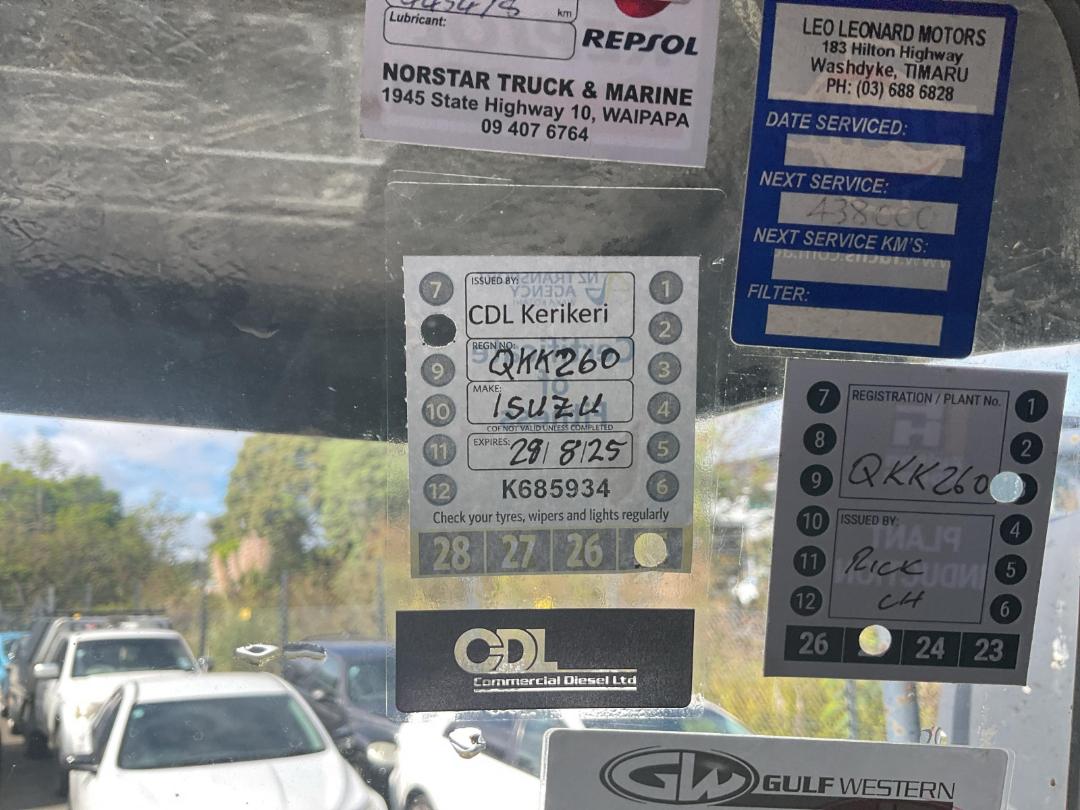 km
Lubricant:
REPSOL
NORSTAR TRUCK & MARINE
1945 State Highway 10, WAIPAPA
09 407 6764
LEO LEONARD MOTORS
183 Hilton Highway
Washdyke, TIMARU
PH: (03) 688 6828
DATE SERVICED:
NEXT SERVICE:
438000
NEXT SERVICE KM'S:
FILTER:
7
9
10
11
12
ISSUED BY:
CDL Kerikeri
REGN NO:
QKK260
MAKE:
ISUZU
COF NOT VALID UNLESS COMPLETED
EXPIRES:
29/8/25
K685934
1
2
3
4
5
6
Check your tyres, wipers and lights regularly
28 27 26
CDL
Commercial Diesel Ltd
7
8
9
10
11
12
REGISTRATION / PLANT No.
QKK260
ISSUED BY:
RICK
CH
1
2
4
5
6
26 24 23
GW GULF WESTERN